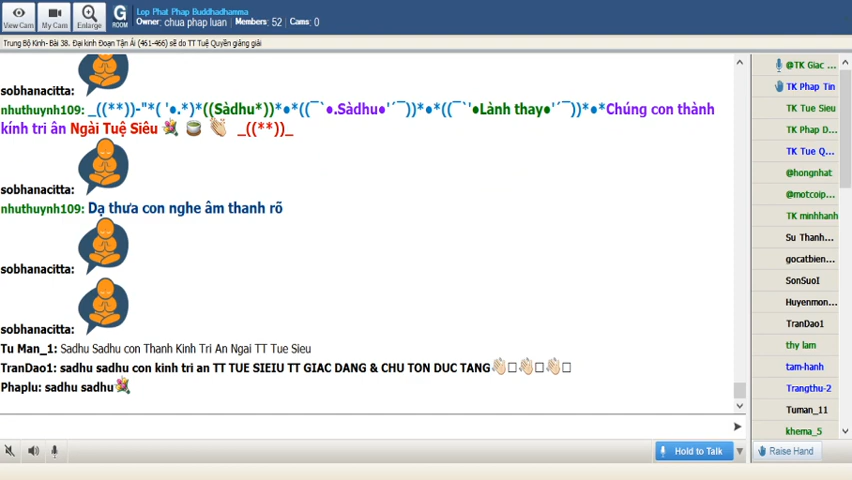 View Cam
My Cam
Enlarge
G
ROOM
Lop Phat Phap Buddhadhamma
Owner: chua phap luan Members: 52 Cams: 0
Trung Bộ Kinh- Bài 38. Đại kinh Đoạn Tận Ái (461-466) sẽ do TT Tuệ Quyền giảng giải
sobhanacitta:
nhuthuynh109: _((**))-"*( '•.*)*((Sàdhu*))*•*((¯`•.Sàdhu•'´¯))*•*((¯`'•Lành thay•'´¯))*•*Chúng con thành
kính tri ân Ngài Tuệ Siêu 💐 🍵 👏 _((**))_
sobhanacitta:
nhuthuynh109: Dạ thưa con nghe âm thanh rõ
sobhanacitta:
sobhanacitta:
Tu Man_1: Sadhu Sadhu con Thanh Kinh Tri An Ngai TT Tue Sieu
TranDao1: sadhu sadhu con kinh tri an TT TUE SIEIU TT GIAC DANG & CHU TON DUC TANG👏🏻□👏🏻□👏🏻□
Phaplu: sadhu sadhu💐
Hold to Talk
@TK Giac ...
TK Phap Tin
TK Tue Sieu
TK Phap D...
TK Tue Q...
@hongnhat
@motcoip...
TK minhhanh
Su Thanh...
gocatbien...
SonSuoI
Huyenmon...
TranDao1
thy lam
tam-hanh
Trangthu-2
Tuman_11
khema_5
Raise Hand